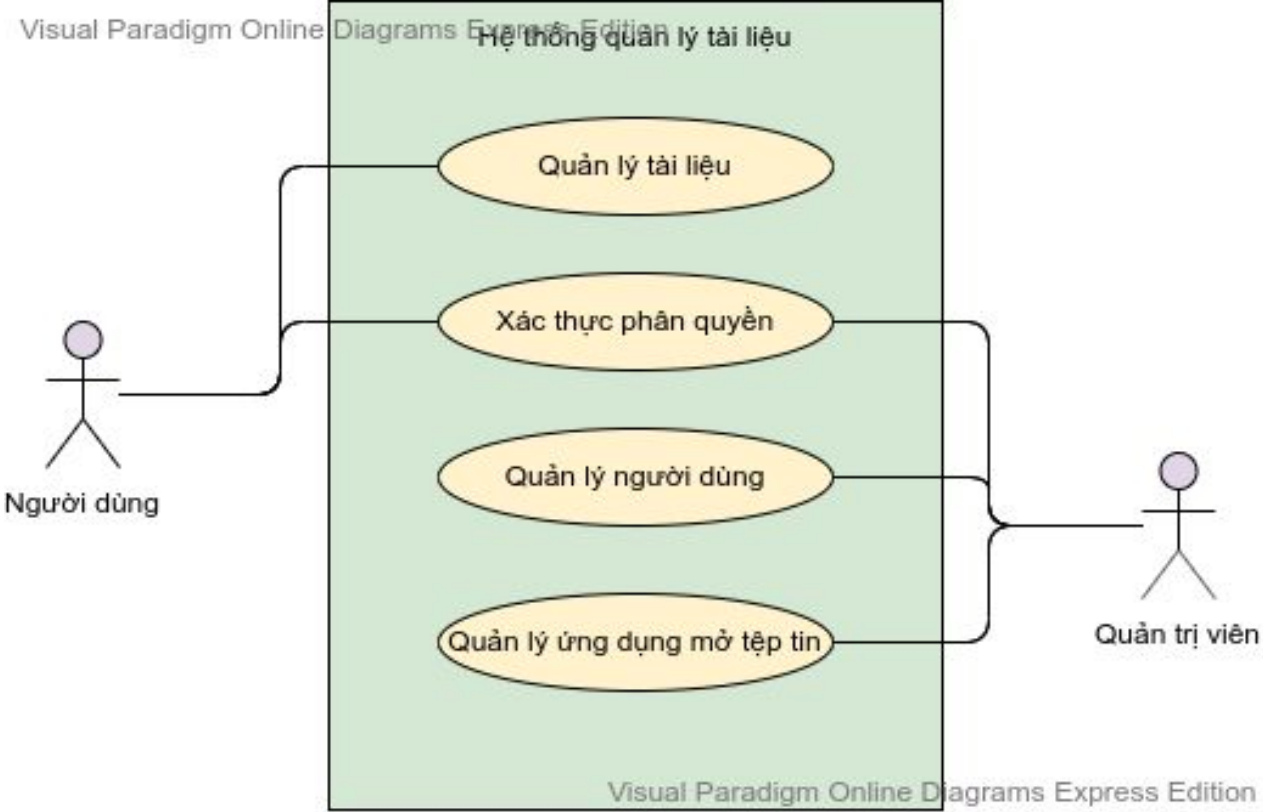 Visual Paradigm Online Diagrams Express Edition
Hệ thống quản lý tài liệu
Quản lý tài liệu
Xác thực phân quyền
Quản lý người dùng
Quản lý ứng dụng mở tệp tin
Người dùng
Quản trị viên
Visual Paradigm Online Diagrams Express Edition